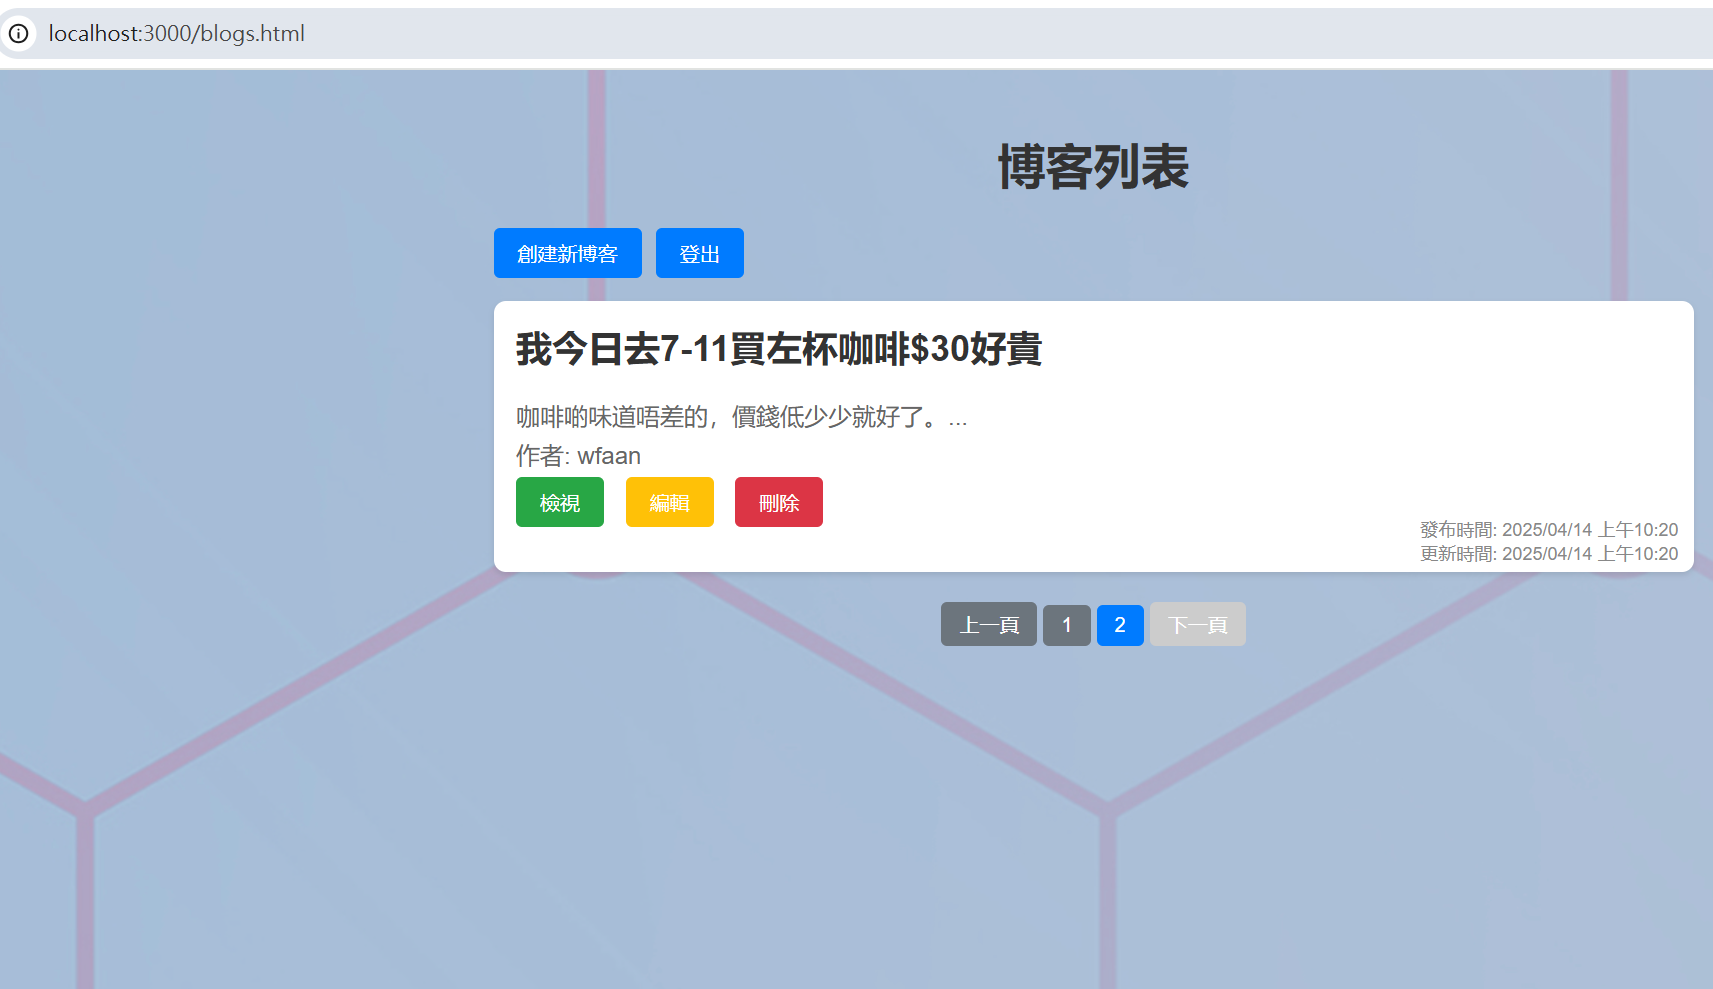 localhost:3000/blogs.html
博客列表
創建新博客 登出
我今日去7-11買左杯咖啡$30好貴
咖啡啲味道唔差的，價錢低少少就好了。...
作者: wfaan
檢視 編輯 刪除
發布時間: 2025/04/14 上午10:20
更新時間: 2025/04/14 上午10:20
上一頁 1 2 下一頁